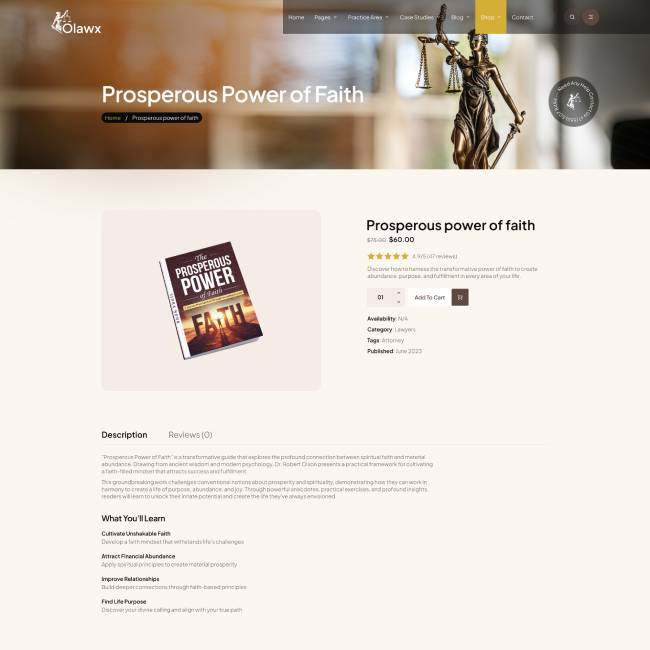 Olawx
Home Pages Practice Area Case Studies Blog Shop Contact
Prosperous Power of Faith
Home / Prosperous power of faith
Need Any Help Contact Us
The
PROSPEROUS
POWER
of Faith
FAITH
Prosperous power of faith
$75.00 $60.00
4.9/5 (47 reviews)
Discover how to harness the transformative power of faith to create
abundance, purpose, and fulfillment in every area of your life.
01 Add To Cart
Availability: N/A
Category: Lawyers
Tags: Attorney
Published: June 2023
Description Reviews (0)
"Prosperous Power of Faith" is a transformative guide that explores the profound connection between spiritual faith and material
abundance. Drawing from ancient wisdom and modern psychology, Dr. Robert Olson presents a practical framework for cultivating
a faith-filled mindset that attracts success and fulfillment.
This groundbreaking work challenges conventional notions about prosperity and spirituality, demonstrating how they can work in
harmony to create a life of purpose, abundance, and joy. Through powerful anecdotes, practical exercises, and profound insights,
readers will learn to unlock their innate potential and create the life they've always envisioned.
What You'll Learn
Cultivate Unshakable Faith
Develop a faith mindset that withstands life's challenges
Attract Financial Abundance
Apply spiritual principles to create material prosperity
Improve Relationships
Build deeper connections through faith-based principles
Find Life Purpose
Discover your divine calling and align with your true path